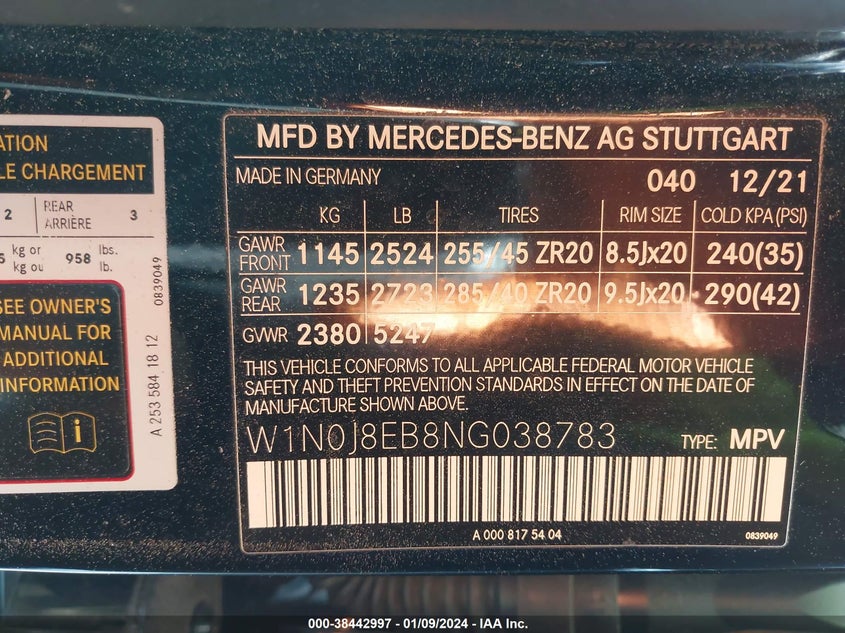 ATION
LE CHARGEMENT
2 REAR ARRIÈRE 3
kg or kg ou 958 lbs. lb.
SEE OWNER'S
MANUAL FOR
ADDITIONAL
INFORMATION
A 253 584 18 12
0839049
MFD BY MERCEDES-BENZ AG STUTTGART
MADE IN GERMANY 040 12/21
KG LB TIRES RIM SIZE COLD KPA(PSI)
GAWR FRONT 1145 2524 255/45 ZR20 8.5Jx20 240(35)
GAWR REAR 1235 2723 285/40 ZR20 9.5Jx20 290(42)
GVWR 2380 5247
THIS VEHICLE CONFORMS TO ALL APPLICABLE FEDERAL MOTOR VEHICLE
SAFETY AND THEFT PREVENTION STANDARDS IN EFFECT ON THE DATE OF
MANUFACTURE SHOWN ABOVE.
W1N0J8EB8NG038783 TYPE: MPV
A 000 817 54 04 0839049
000-38442997 - 01/09/2024 - IAA Inc.